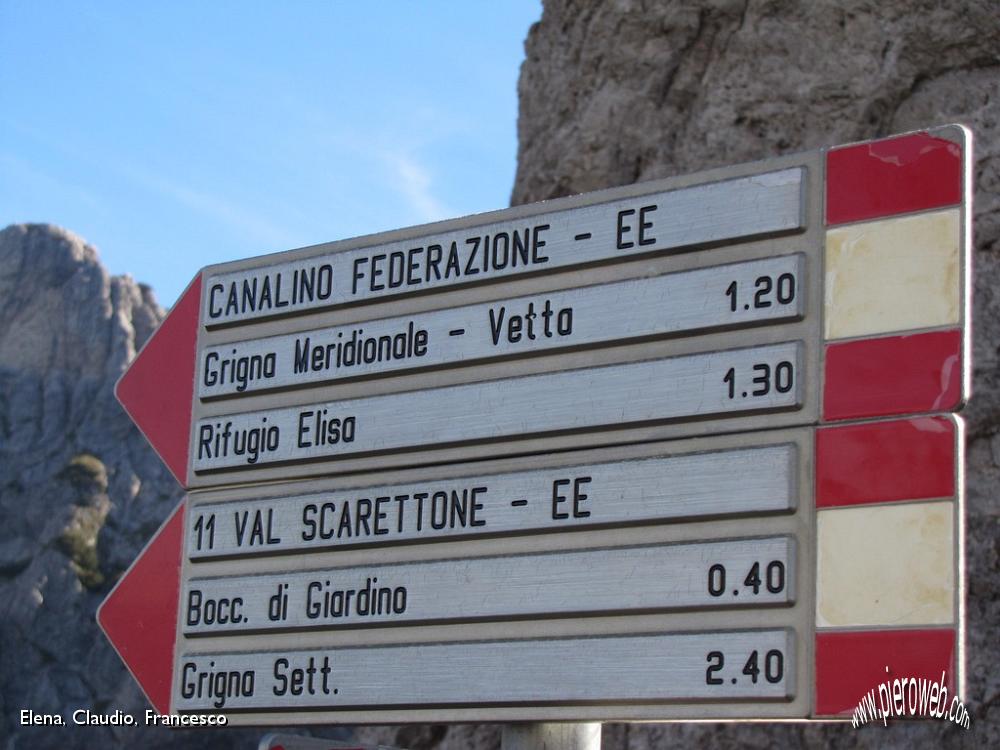 CANALINO FEDERAZIONE - EE
Grigna Meridionale - Vetta 1.20
Rifugio Elisa 1.30
11 VAL SCARETTONE - EE
Bocc. di Giardino 0.40
Grigna Sett. 2.40
Elena, Claudio, Francesco
www.pieroweb.com